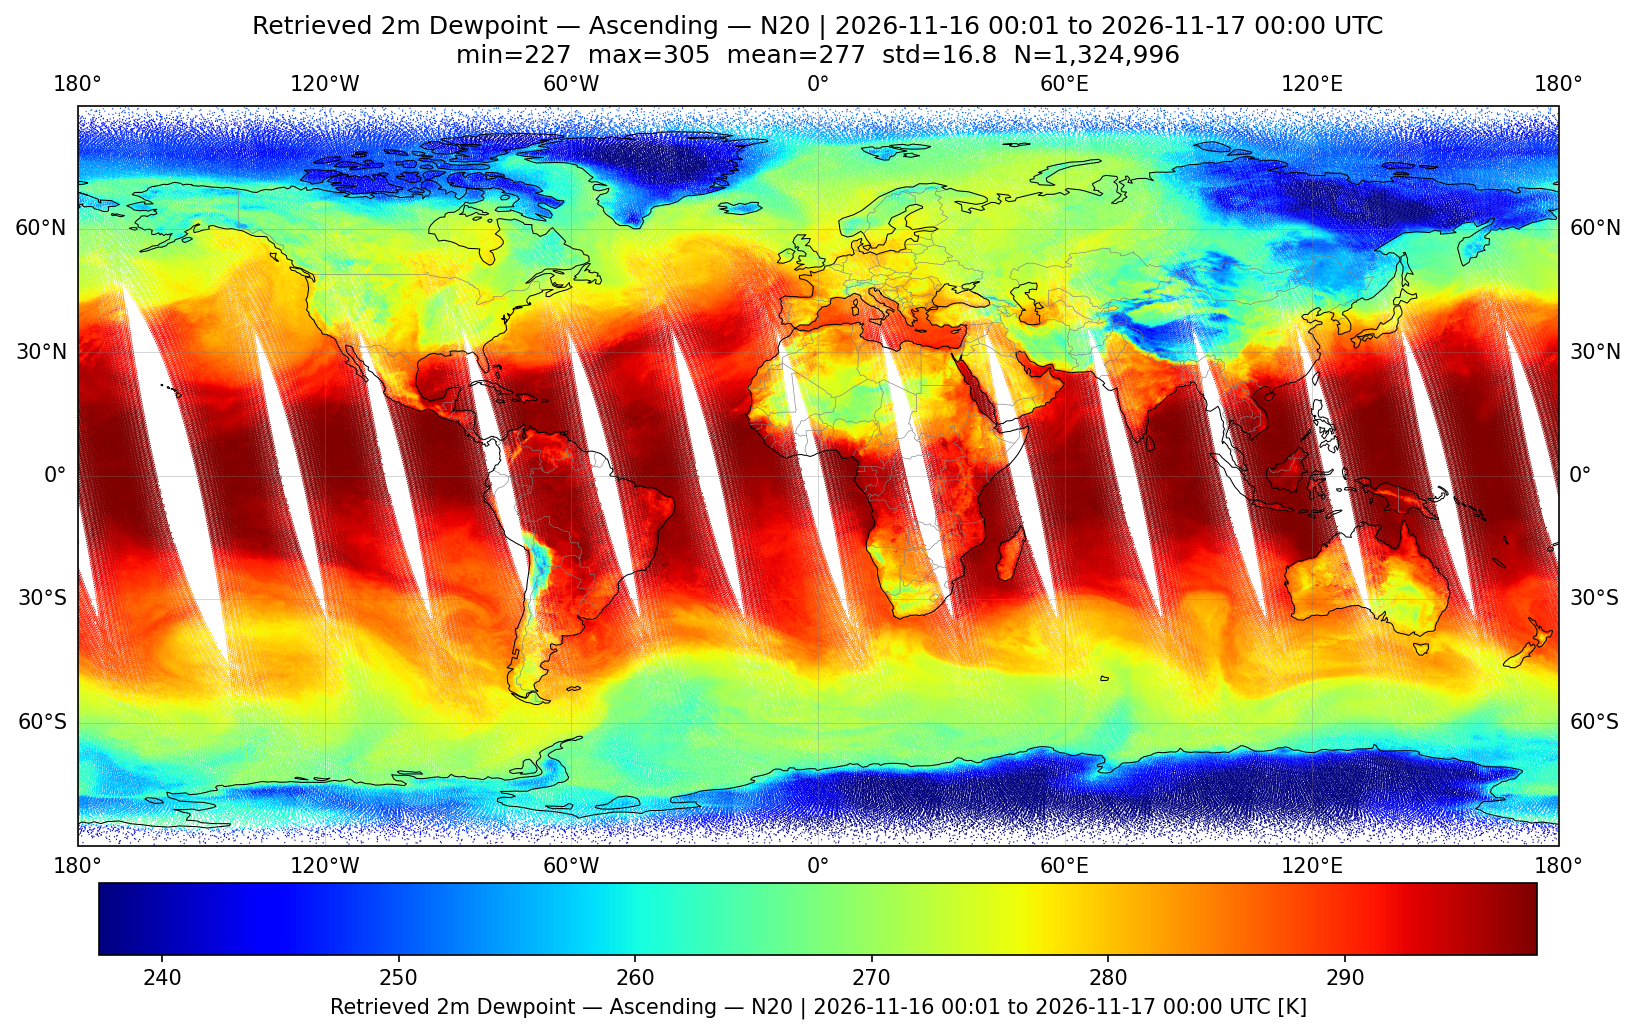 Retrieved 2m Dewpoint — Ascending — N20 | 2026-11-16 00:01 to 2026-11-17 00:00 UTC
min=227  max=305  mean=277  std=16.8  N=1,324,996
180° 120°W 60°W 0° 60°E 120°E 180°
60°N 60°N
30°N 30°N
0° 0°
30°S 30°S
60°S 60°S
180° 120°W 60°W 0° 60°E 120°E 180°
240 250 260 270 280 290
Retrieved 2m Dewpoint — Ascending — N20 | 2026-11-16 00:01 to 2026-11-17 00:00 UTC [K]